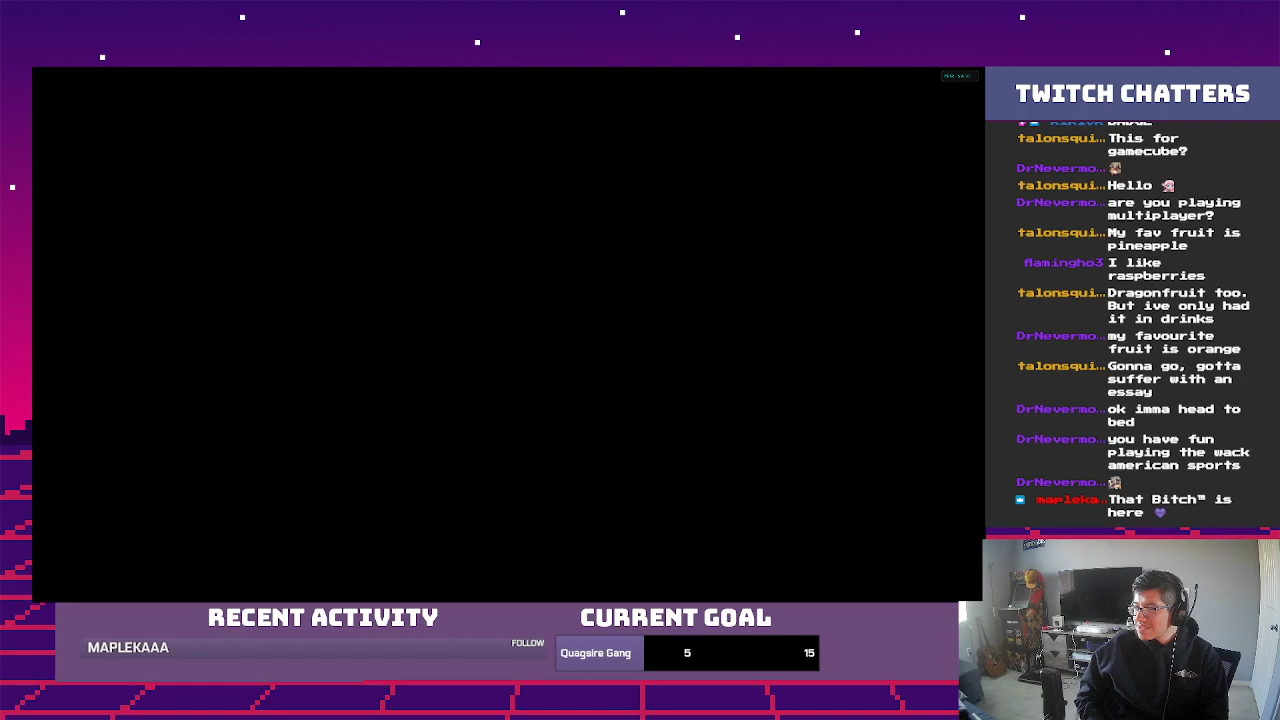 TWITCH CHATTERS
talonsqui... This for
gamecube?
DrNevermo...
talonsqui... Hello
DrNevermo... are you playing
multiplayer?
talonsqui... My fav fruit is
pineapple
flamingho3 I like
raspberries
talonsqui... Dragonfruit too.
But ive only had
it in drinks
DrNevermo... my favourite
fruit is orange
talonsqui... Gonna go, gotta
suffer with an
essay
DrNevermo... ok imma head to
bed
DrNevermo... you have fun
playing the wack
american sports
DrNevermo...
mapleka... That Bitch™ is
here 💜
RECENT ACTIVITY
MAPLEKAAA FOLLOW
CURRENT GOAL
Quagsire Gang 5 15